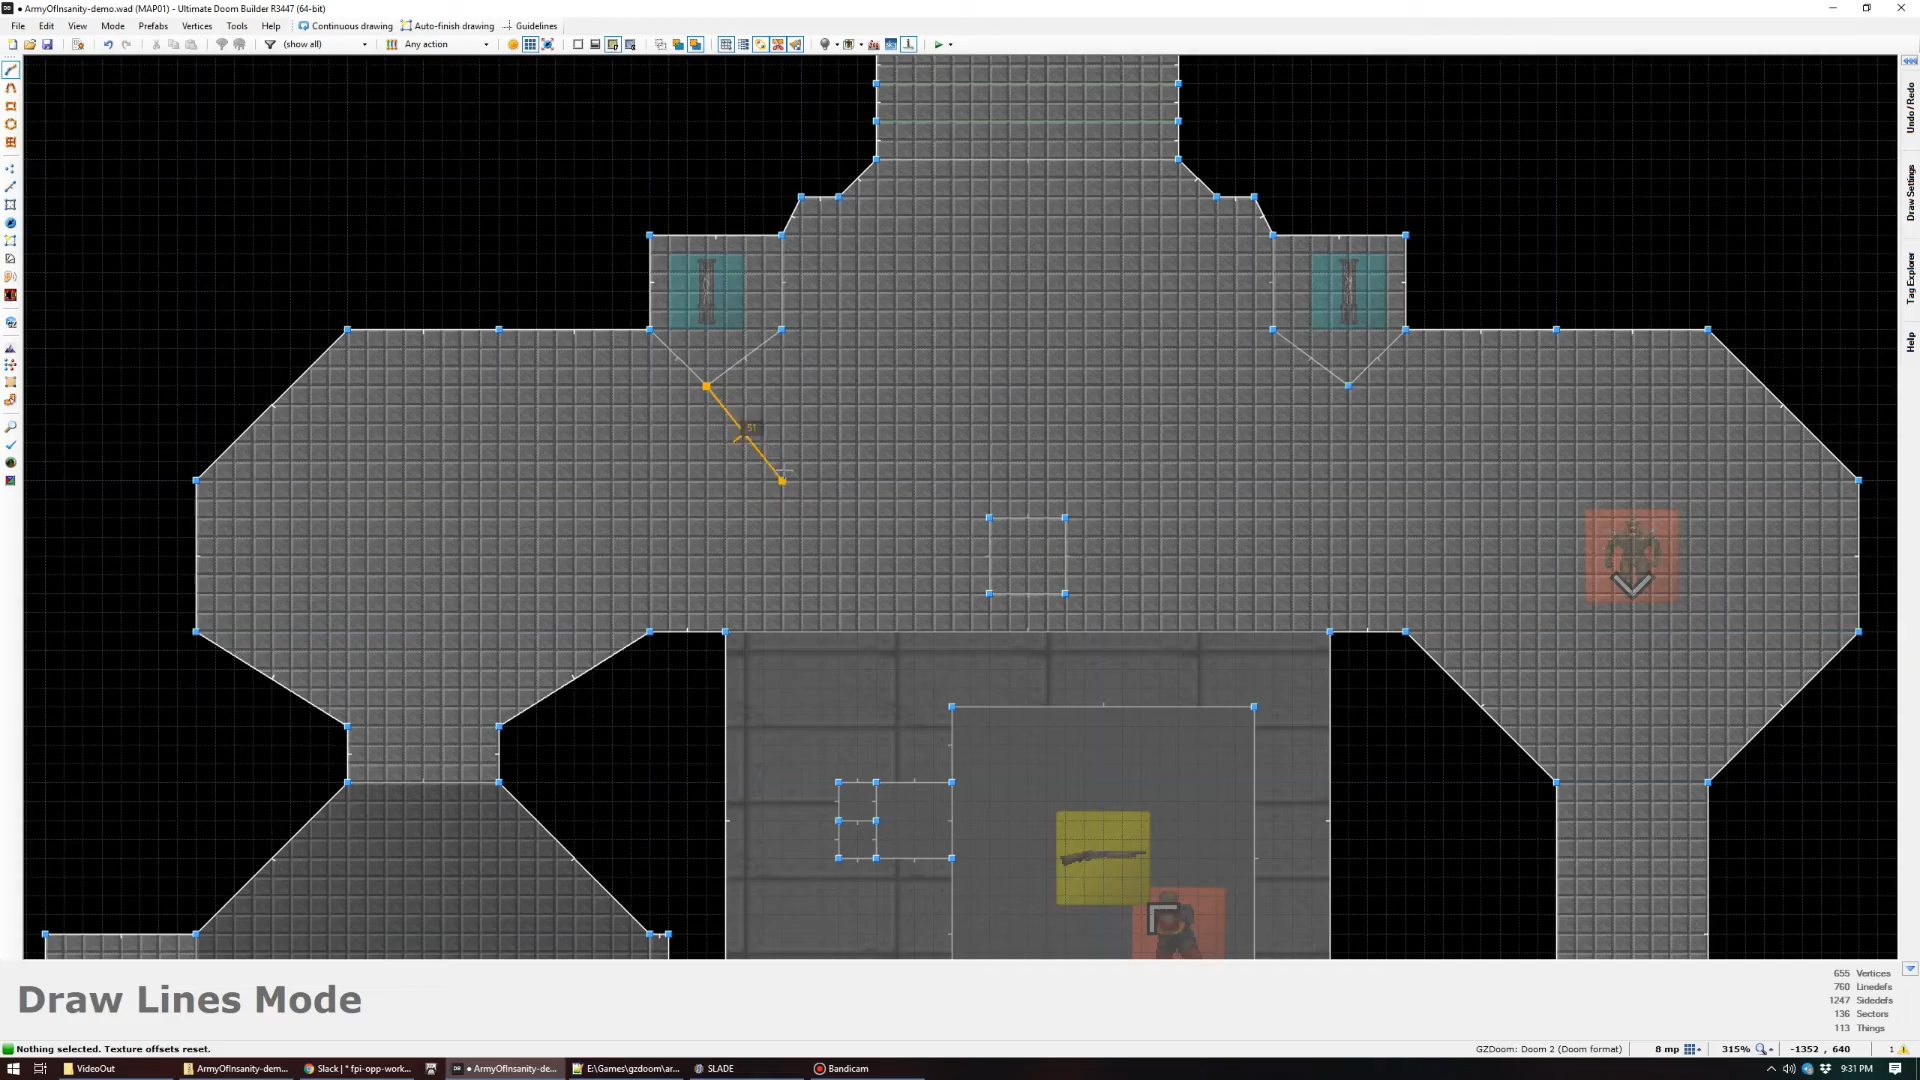 • ArmyOfInsanity-demo.wad (MAP01) - Ultimate Doom Builder R3447 (64-bit)
File Edit View Mode Prefabs Vertices Tools Help Continuous drawing Auto-finish drawing Guidelines
(show all) Any action
Undo / Redo
Draw Settings
Tag Explorer
Help
51
Draw Lines Mode
655 Vertices
760 Linedefs
1247 Sidedefs
136 Sectors
113 Things
Nothing selected. Texture offsets reset.
GZDoom: Doom 2 (Doom format) 8 mp 315% -1352 , 640 1
VideoOut ArmyOfInsanity-dem... Slack | * fpi-opp-work... • ArmyOfInsanity-de... E:\Games\gzdoom\ar... SLADE Bandicam 9:31 PM